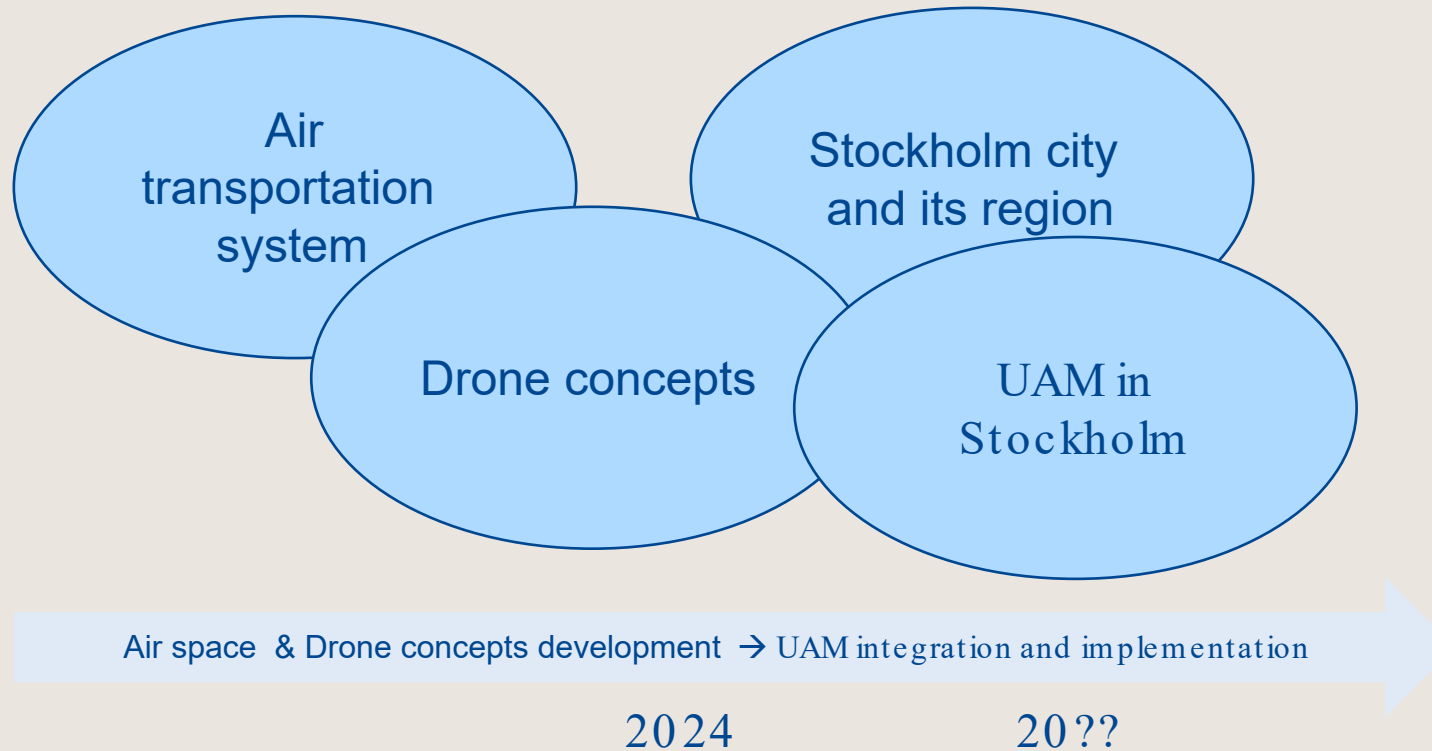 Air
transportation
system
Stockholm city
and its region
Drone concepts
UAM in
Stockholm
Air space & Drone concepts development → UAM integration and implementation
2024
20??